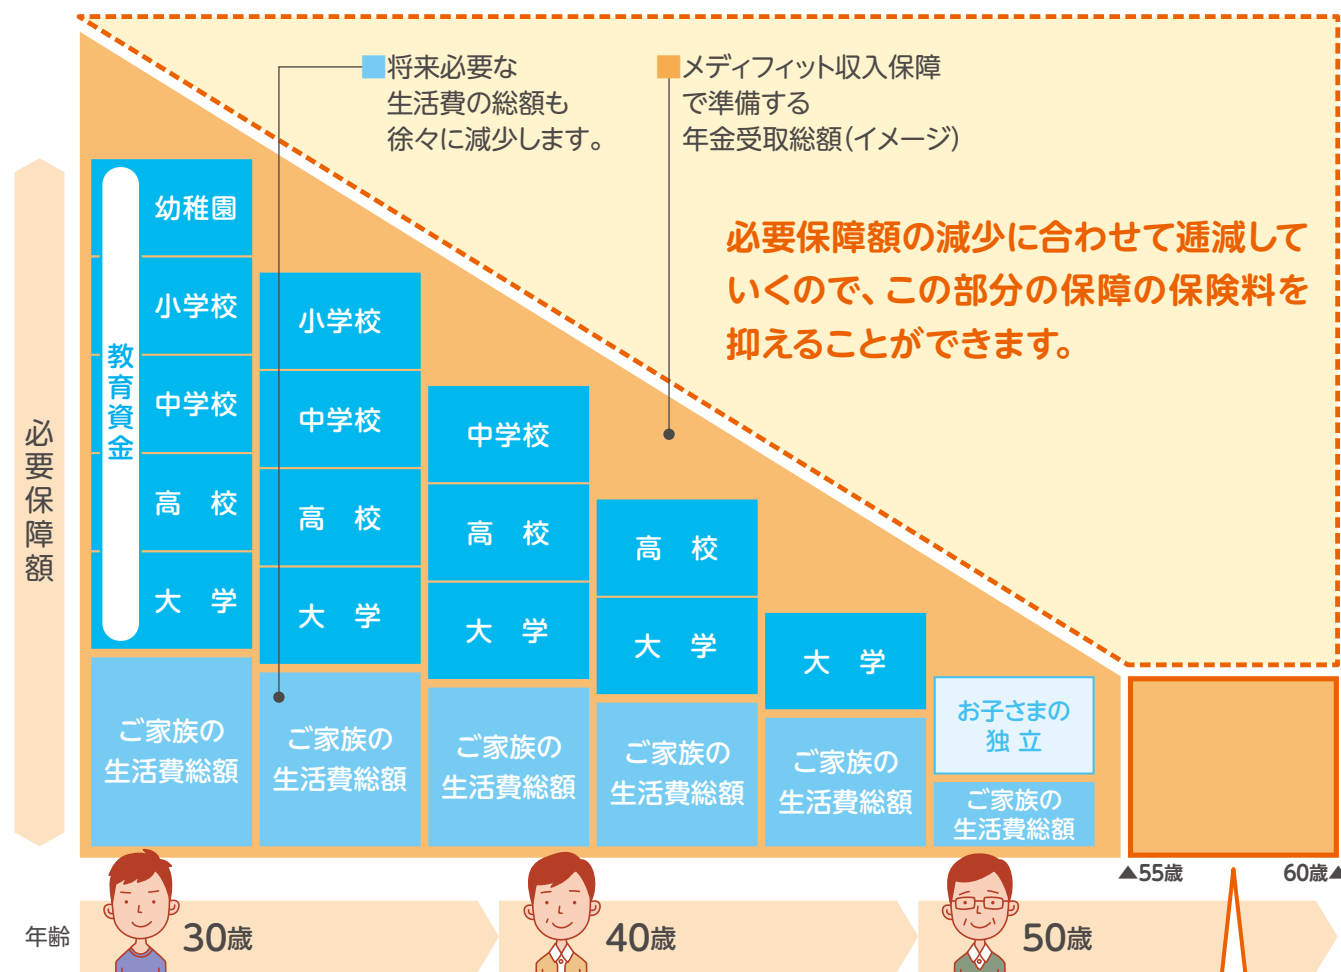 将来必要な
生活費の総額も
徐々に減少します。
メディフィット収入保障
で準備する
年金受取総額(イメージ)
必要保障額の減少に合わせて逓減して
いくので、この部分の保障の保険料を
抑えることができます。
必要保障額
教育資金
幼稚園
小学校
中学校
高 校
大 学
ご家族の
生活費総額
小学校
中学校
高 校
大 学
ご家族の
生活費総額
中学校
高 校
大 学
ご家族の
生活費総額
高 校
大 学
ご家族の
生活費総額
大 学
ご家族の
生活費総額
お子さまの
独 立
ご家族の
生活費総額
▲55歳
60歳▲
年齢
30歳
40歳
50歳